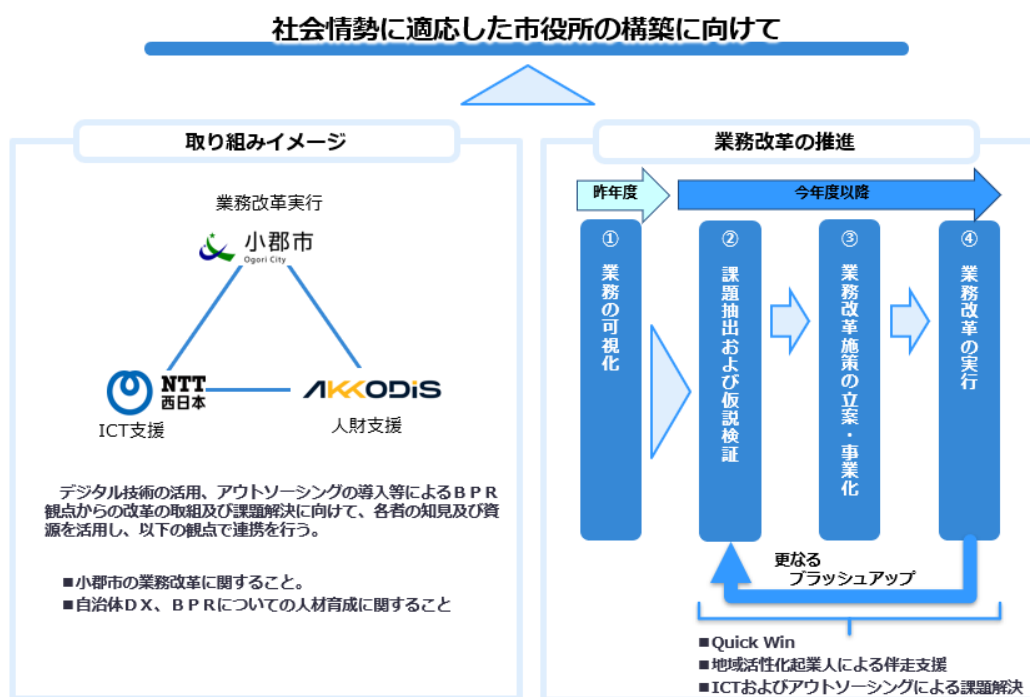 社会情勢に適応した市役所の構築に向けて
取り組みイメージ
業務改革実行
小郡市
Ogori City
NTT
西日本
ICT支援
AKKODiS
人財支援
デジタル技術の活用、アウトソーシングの導入等によるＢＰＲ
観点からの改革の取組及び課題解決に向けて、各者の知見及び資
源を活用し、以下の観点で連携を行う。
■小郡市の業務改革に関すること。
■自治体ＤＸ、ＢＰＲについての人材育成に関すること
業務改革の推進
昨年度
今年度以降
① 業務の可視化
② 課題抽出および仮説検証
③ 業務改革施策の立案・事業化
④ 業務改革の実行
更なる
ブラッシュアップ
■Quick Win
■地域活性化起業人による伴走支援
■ICTおよびアウトソーシングによる課題解決